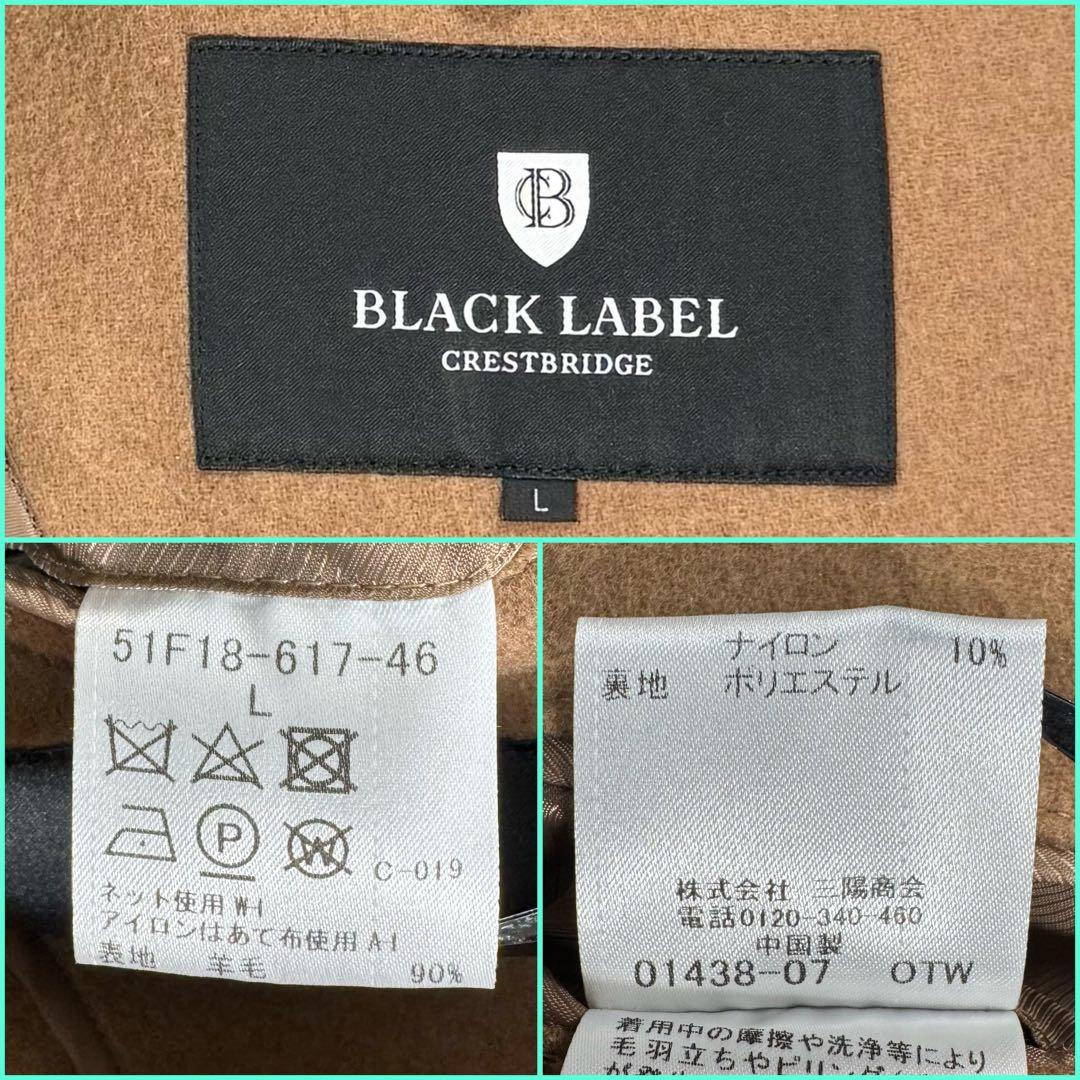 CB
BLACK LABEL
CRESTBRIDGE
L
51F18-617-46
L
P
W
C-019
ネット使用 W-1
アイロンはあて布使用 A-1
表地 羊毛 90%
ナイロン 10%
裏地 ポリエステル
株式会社 三陽商会
電話0120-340-460
中国製
01438-07 OTW
着用中の摩擦や洗浄等により
毛羽立ちやピリング